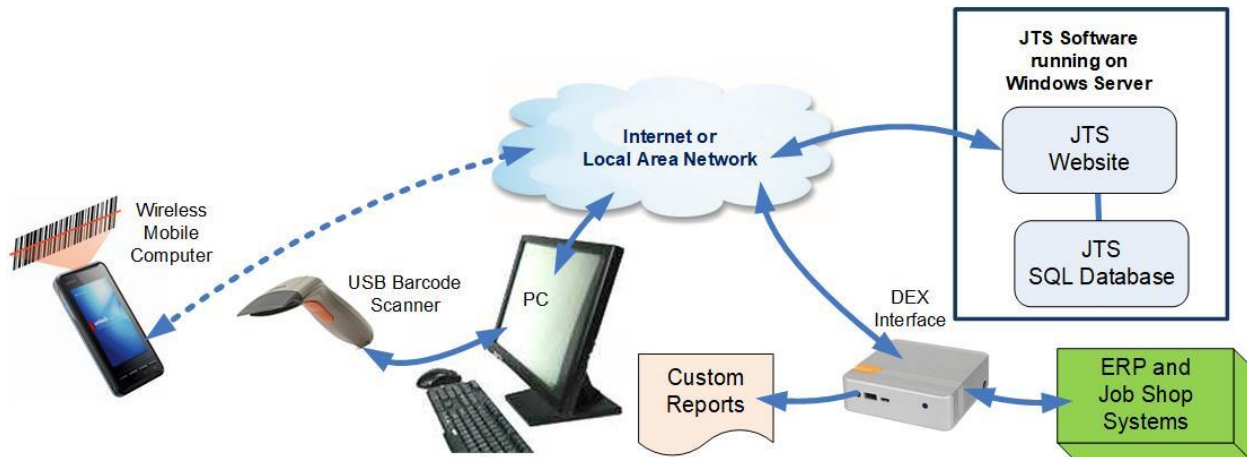 JTS Software
running on
Windows Server
JTS
Website
JTS
SQL Database
Internet or
Local Area Network
Wireless
Mobile
Computer
USB Barcode
Scanner
PC
DEX
Interface
Custom
Reports
ERP and
Job Shop
Systems